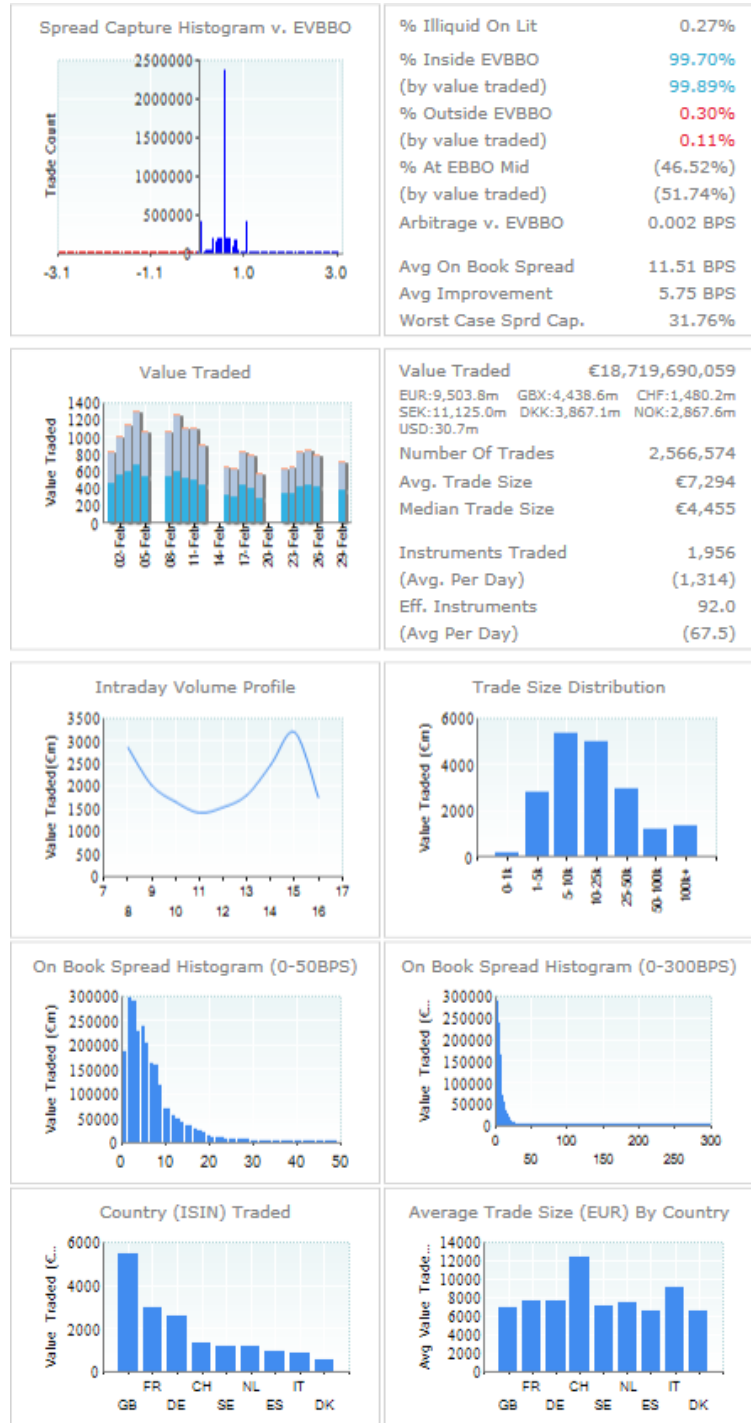 Spread Capture Histogram v. EVBBO
Trade Count
2500000
2000000
1500000
1000000
500000
0
-3.1 -1.1 1.0 3.0
% Illiquid On Lit 0.27%
% Inside EVBBO 99.70%
(by value traded) 99.89%
% Outside EVBBO 0.30%
(by value traded) 0.11%
% At EBBO Mid (46.52%)
(by value traded) (51.74%)
Arbitrage v. EVBBO 0.002 BPS
Avg On Book Spread 11.51 BPS
Avg Improvement 5.75 BPS
Worst Case Sprd Cap. 31.76%
Value Traded
Value Traded
1400
1200
1000
800
600
400
200
0
02-Feb 05-Feb 08-Feb 11-Feb 14-Feb 17-Feb 20-Feb 23-Feb 26-Feb 29-Feb
Value Traded €18,719,690,059
EUR:9,503.8m GBX:4,438.6m CHF:1,480.2m
SEK:11,125.0m DKK:3,867.1m NOK:2,867.6m
USD:30.7m
Number Of Trades 2,566,574
Avg. Trade Size €7,294
Median Trade Size €4,455
Instruments Traded 1,956
(Avg. Per Day) (1,314)
Eff. Instruments 92.0
(Avg Per Day) (67.5)
Intraday Volume Profile
Value Traded(€m)
3500
3000
2500
2000
1500
1000
500
0
7 9 10 11 13 15 17
8 10 12 14 16
Trade Size Distribution
Value Traded (€m)
6000
4000
2000
0
0-1k 1-5k 5-10k 10-25k 25-50k 50-100k 100k+
On Book Spread Histogram (0-50BPS)
Value Traded (€m)
300000
250000
200000
150000
100000
50000
0
0 10 20 30 40 50
On Book Spread Histogram (0-300BPS)
Value Traded (€...
300000
250000
200000
150000
100000
50000
0
0 100 200 300
50 150 250
Country (ISIN) Traded
Value Traded (€...
6000
4000
2000
0
FR CH NL IT
GB DE SE ES DK
Average Trade Size (EUR) By Country
Avg Value Trade...
14000
12000
10000
8000
6000
4000
2000
0
FR CH NL IT
GB DE SE ES DK